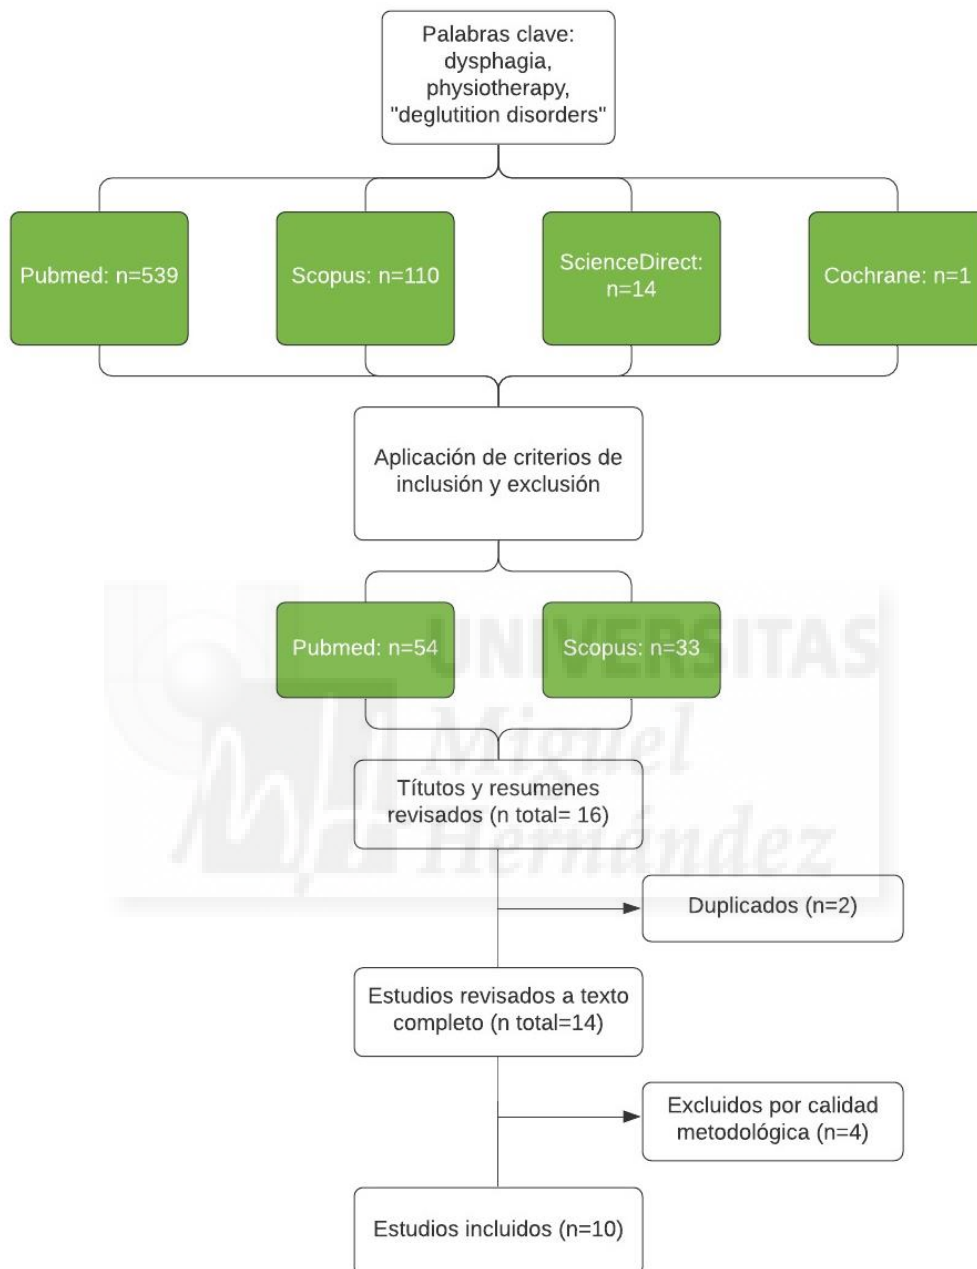 Palabras clave:
dysphagia,
physiotherapy,
"deglutition disorders"
Pubmed: n=539
Scopus: n=110
ScienceDirect:
n=14
Cochrane: n=1
Aplicación de criterios de
inclusión y exclusión
Pubmed: n=54
Scopus: n=33
UNIVERSITAS
Miguel
Hernández
Títutos y resumenes
revisados (n total= 16)
Duplicados (n=2)
Estudios revisados a texto
completo (n total=14)
Excluidos por calidad
metodológica (n=4)
Estudios incluidos (n=10)